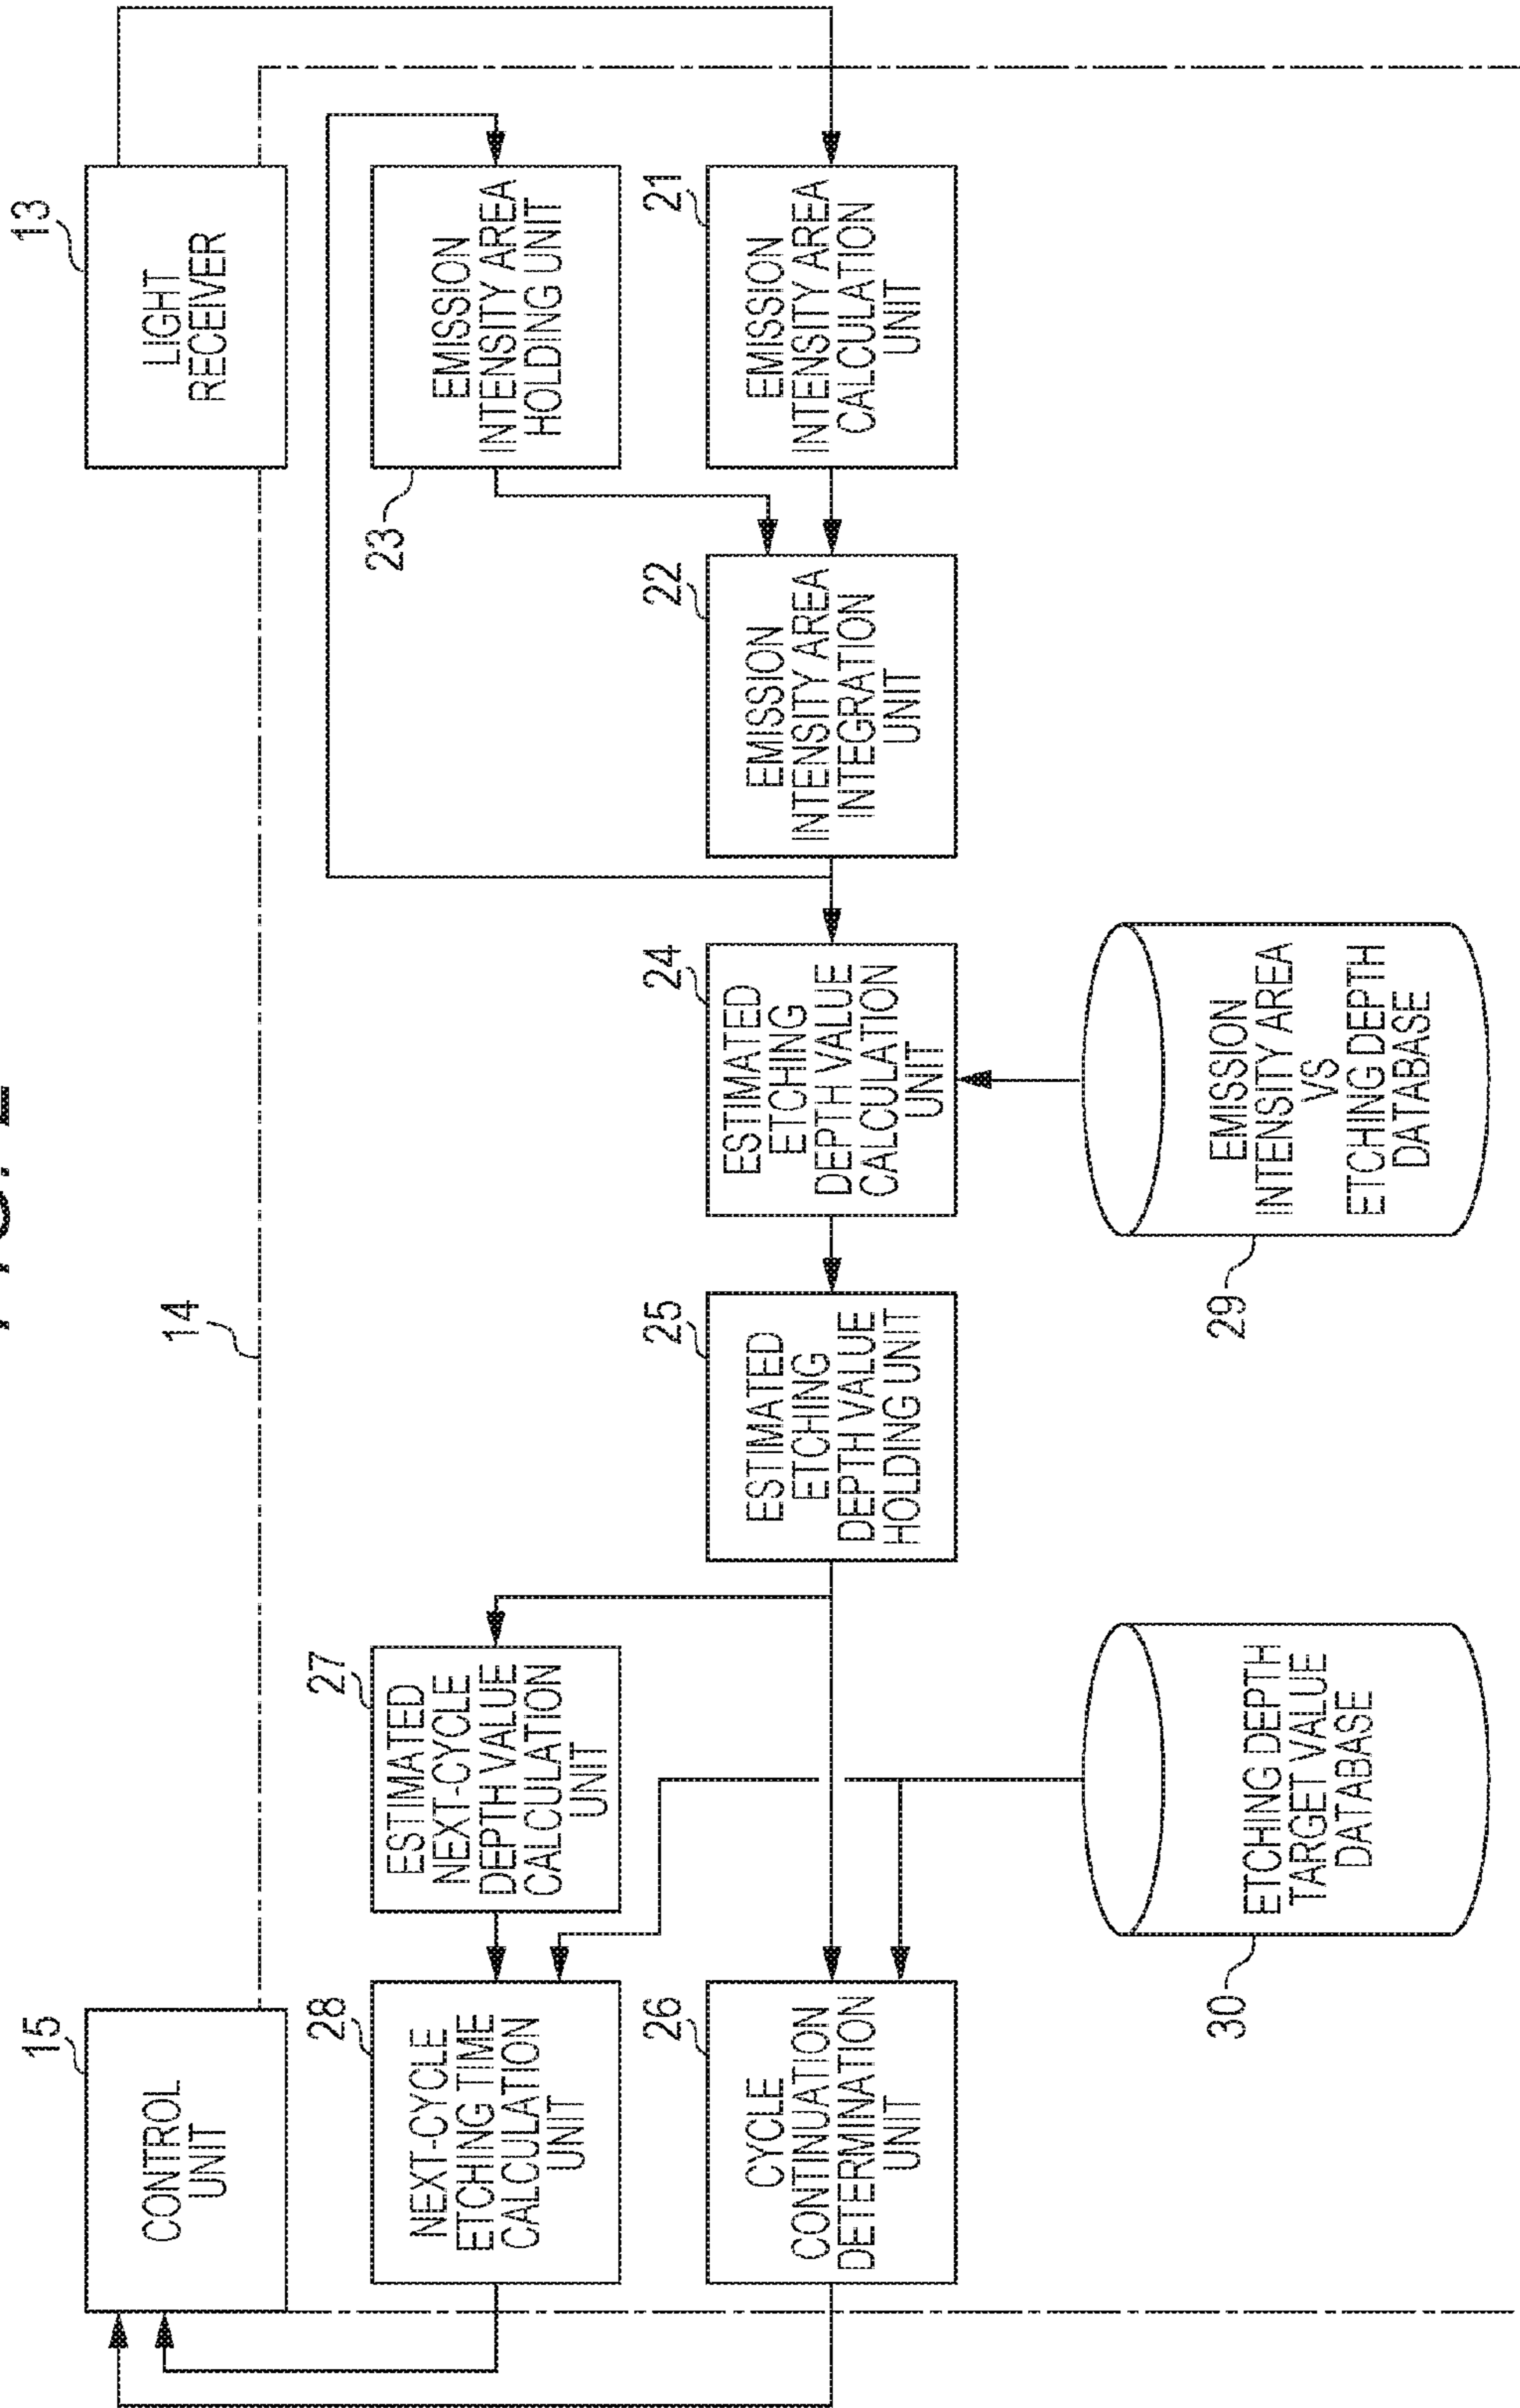 15
CONTROL
UNIT
14
13
LIGHT
RECEIVER
28
NEXT-CYCLE
ETCHING TIME
CALCULATION
UNIT
27
ESTIMATED
NEXT-CYCLE
DEPTH VALUE
CALCULATION
UNIT
23
EMISSION
INTENSITY AREA
HOLDING UNIT
26
CYCLE
CONTINUATION
DETERMINATION
UNIT
25
ESTIMATED
ETCHING
DEPTH VALUE
HOLDING UNIT
24
ESTIMATED
ETCHING
DEPTH VALUE
CALCULATION
UNIT
22
EMISSION
INTENSITY AREA
INTEGRATION
UNIT
21
EMISSION
INTENSITY AREA
CALCULATION
UNIT
30
ETCHING DEPTH
TARGET VALUE
DATABASE
29
EMISSION
INTENSITY AREA
VS
ETCHING DEPTH
DATABASE